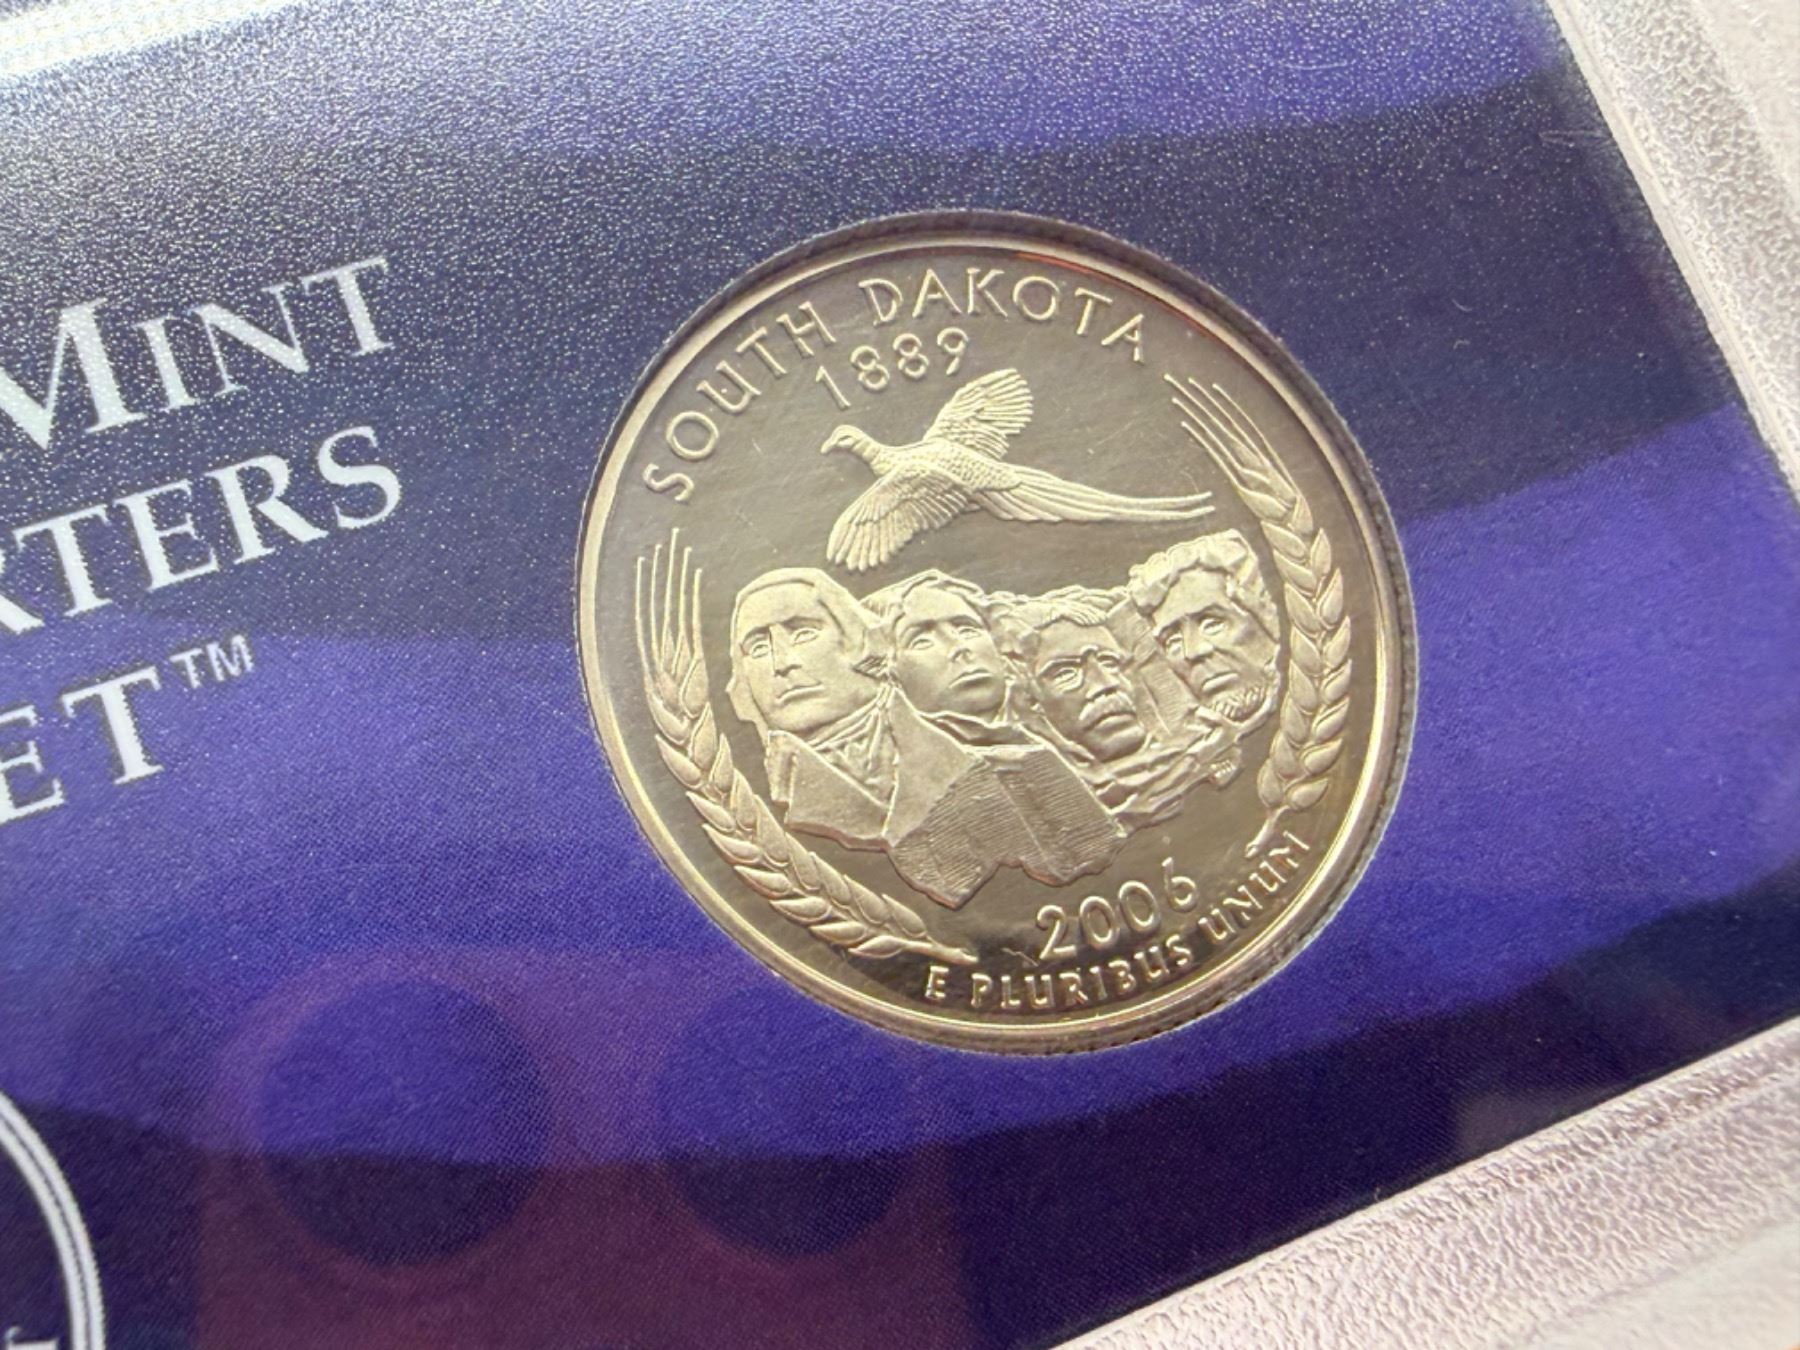 MINT
RTERS
ET™
SOUTH DAKOTA
1889
2006
E PLURIBUS UNUM